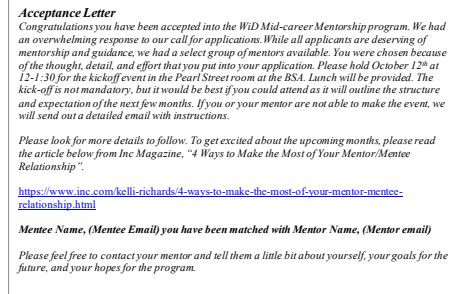 Acceptance Letter
Congratulations you have been accepted into the WiD Mid-career Mentorship program. We had
an overwhelming response to our call for applications.While all applicants are deserving of
mentorship and guidance, we had a select group of mentors available. You were chosen because
of the thought, detail, and effort that you put into your application. Please hold October 12th at
12-1:30 for the kickoff event in the Pearl Street room at the BSA. Lunch will be provided. The
kick-off is not mandatory, but it would be best if you could attend as it will outline the structure
and expectation of the next few months. If you or your mentor are not able to make the event, we
will send out a detailed email with instructions.
Please look for more details to follow. To get excited about the upcoming months, please read
the article below from Inc Magazine, “4 Ways to Make the Most of Your Mentor/Mentee
Relationship”.
https://www.inc.com/kelli-richards/4-ways-to-make-the-most-of-your-mentor-mentee-
relationship.html
Mentee Name, (Mentee Email) you have been matched with Mentor Name, (Mentor email)
Please feel free to contact your mentor and tell them a little bit about yourself, your goals for the
future, and your hopes for the program.